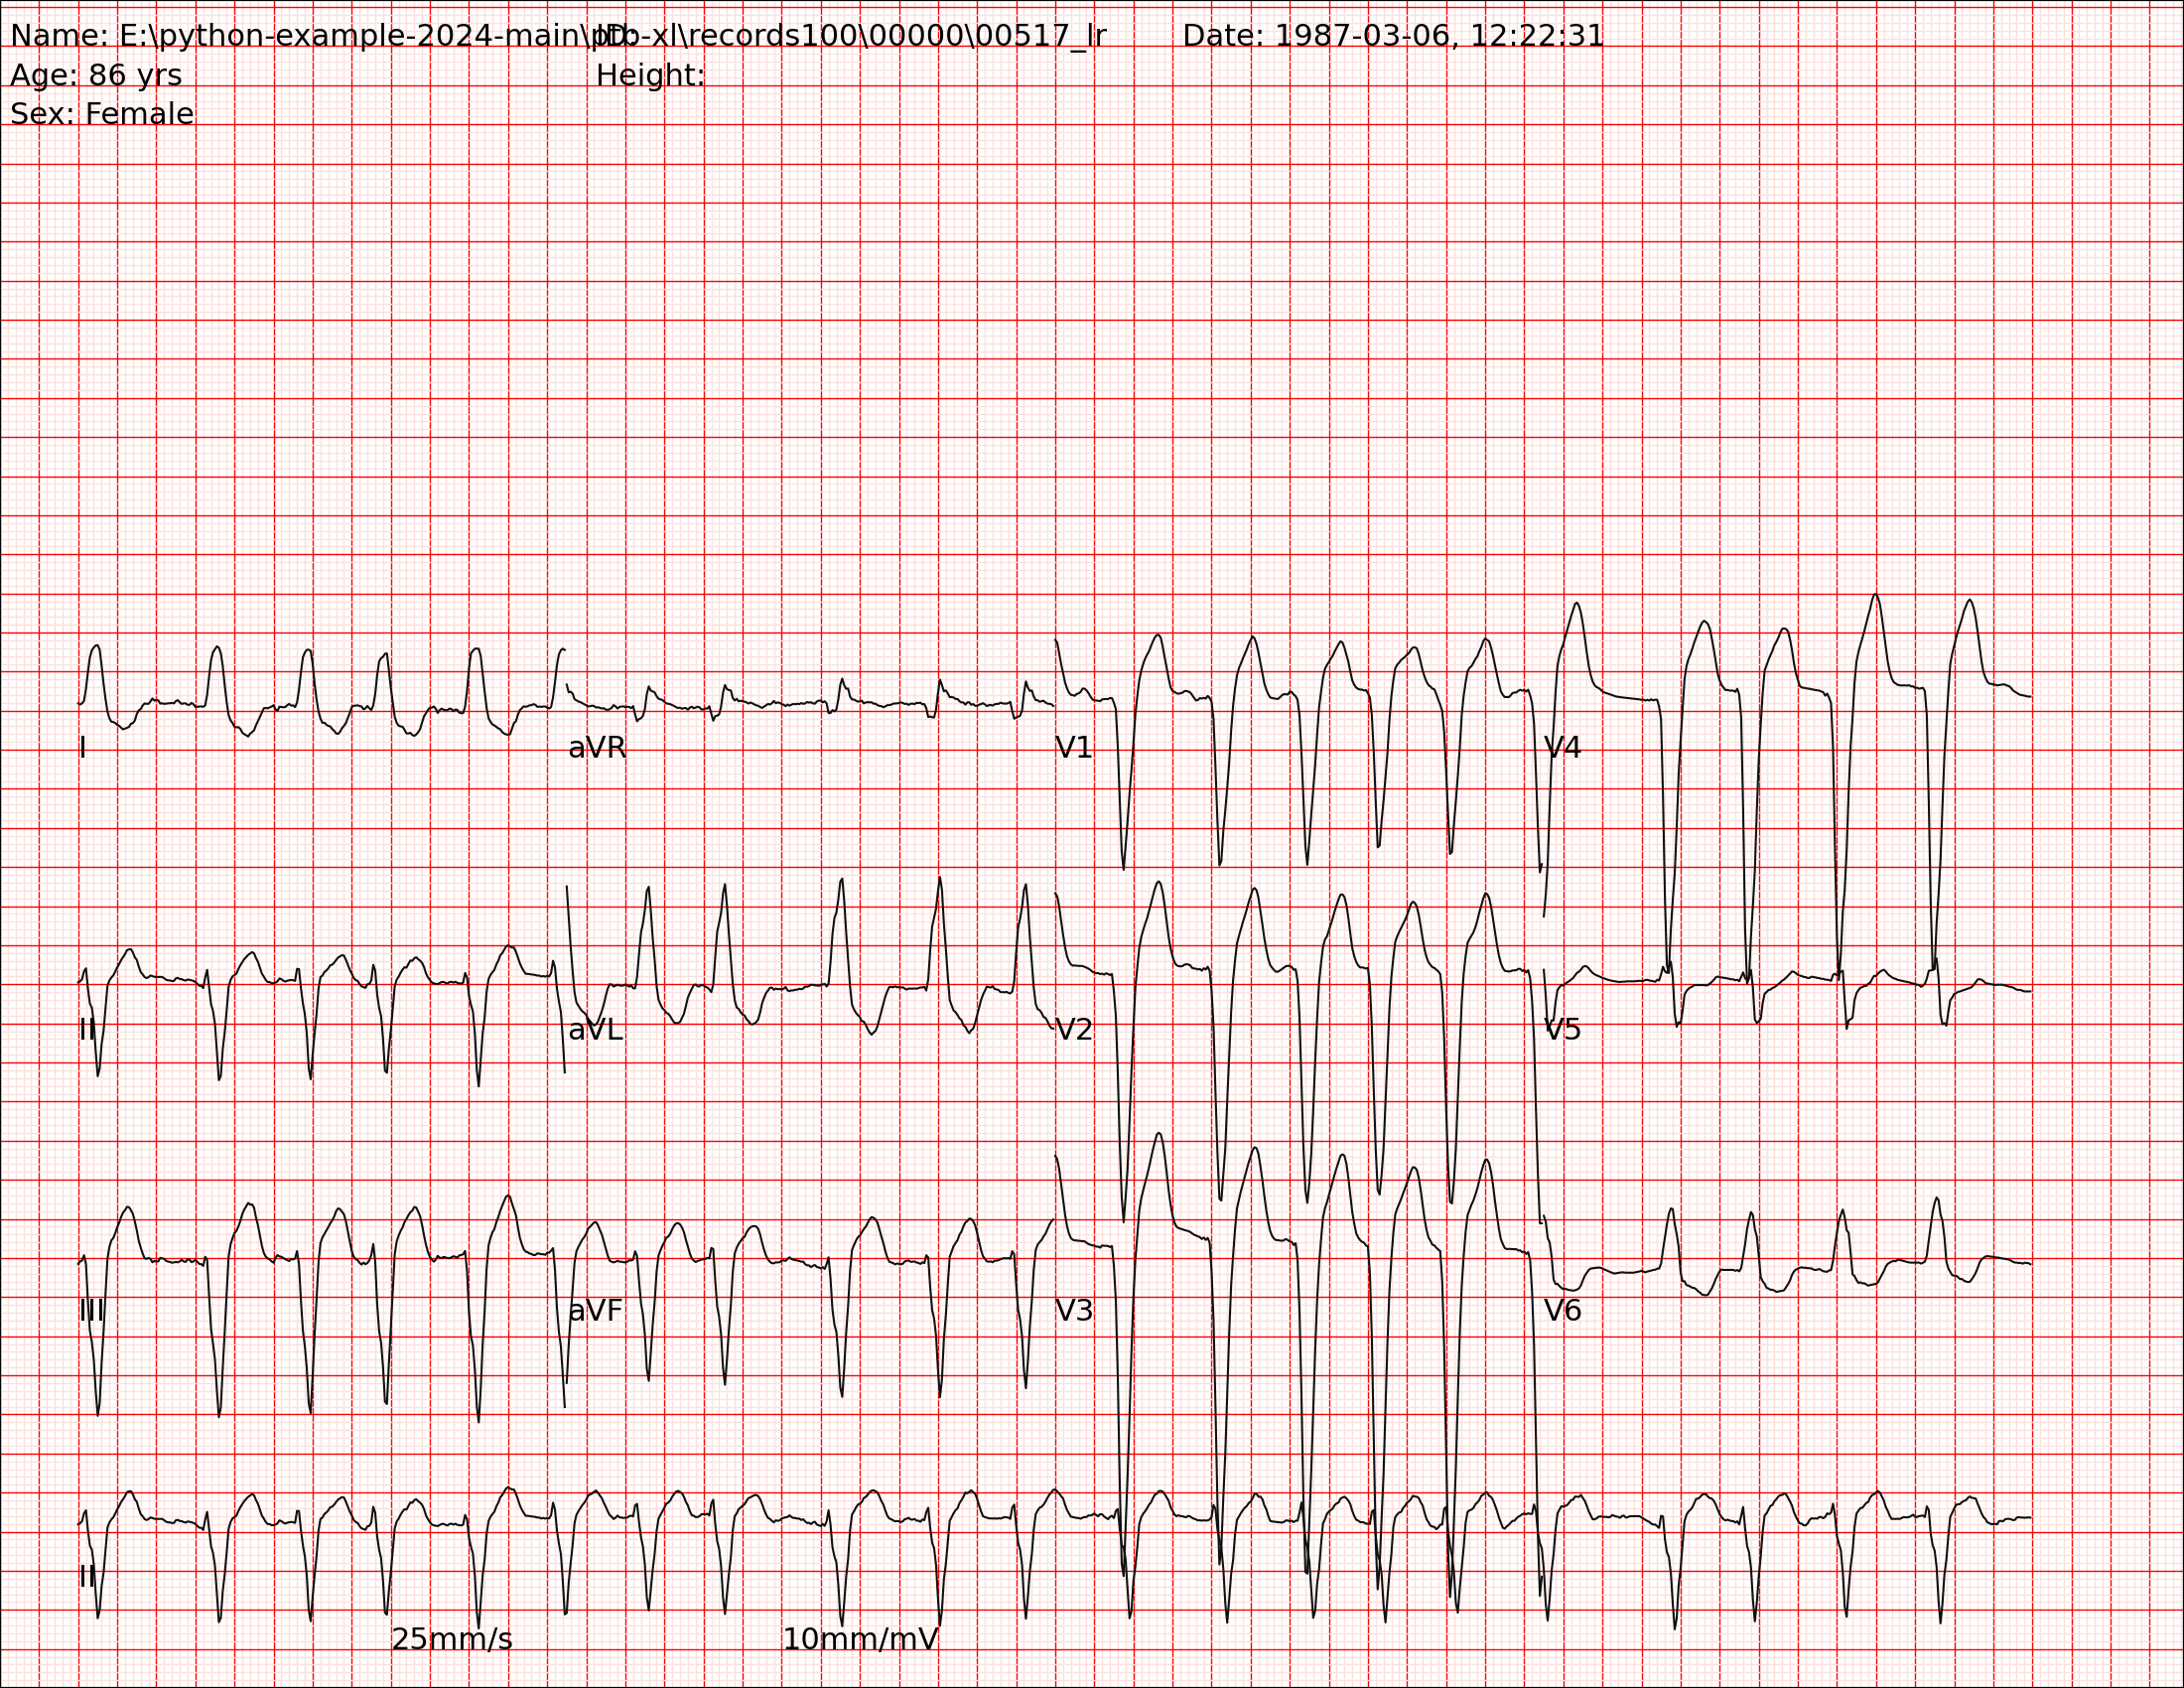 Name: E:\python-example-2024-main\ptb-xl\records100\00000\00517_lr ID: Date: 1987-03-06, 12:22:31
Age: 86 yrs Height:
Sex: Female
I aVR V1 V4
II aVL V2 V5
III aVF V3 V6
II
25mm/s 10mm/mV